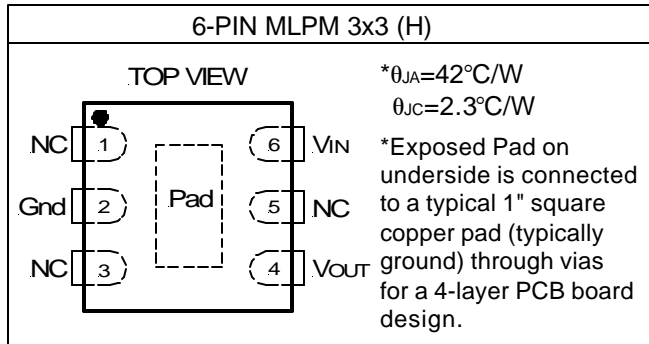 6-PIN MLPM 3x3 (H)
TOP VIEW
NC 1
6 VIN
Gnd 2
Pad
5 NC
NC 3
4 VOUT
*θJA=42°C/W
θJC=2.3°C/W
*Exposed Pad on
underside is connected
to a typical 1" square
copper pad (typically
ground) through vias
for a 4-layer PCB board
design.